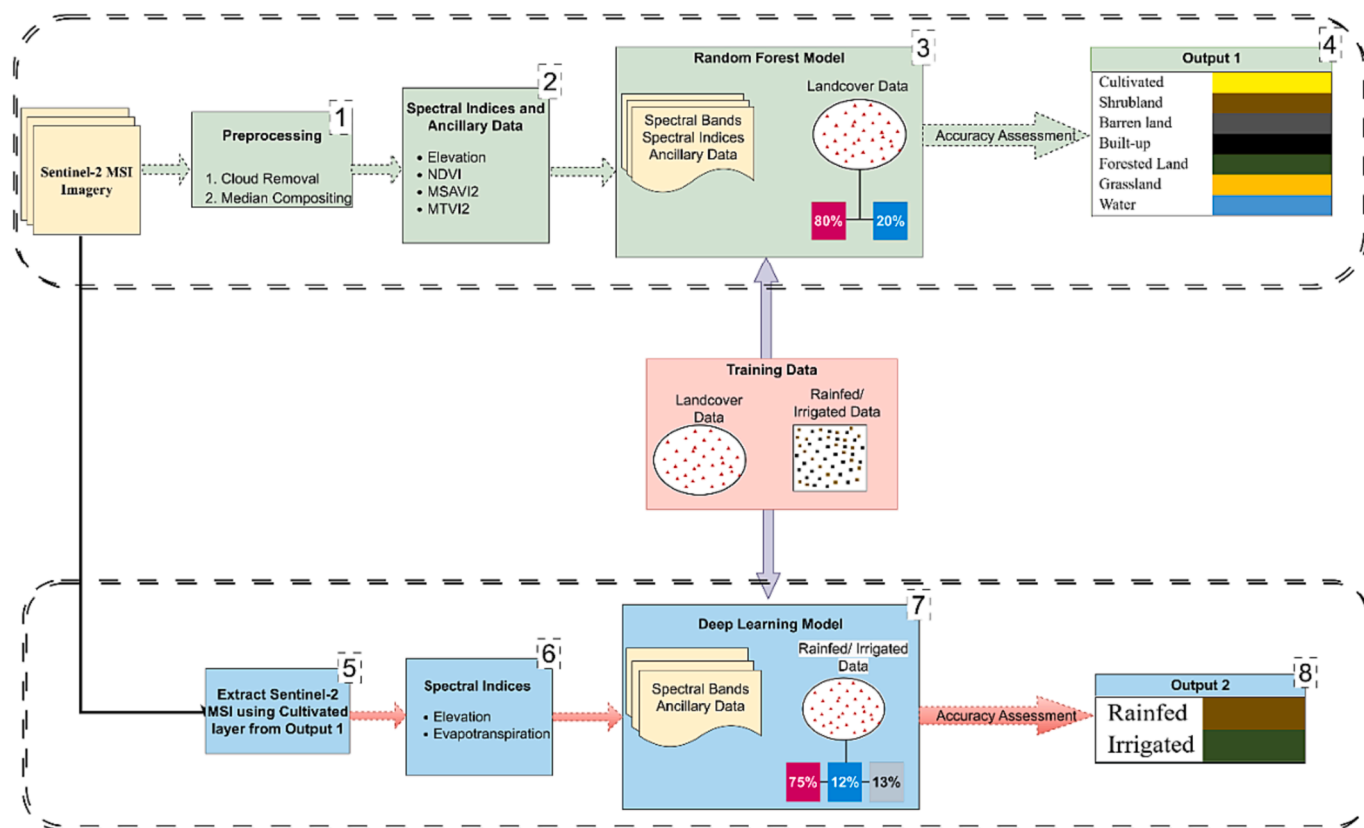 Sentinel-2 MSI
Imagery
1
Preprocessing
1. Cloud Removal
2. Median Compositing
2
Spectral Indices and
Ancillary Data
• Elevation
• NDVI
• MSAVI2
• MTVI2
3
Random Forest Model
Spectral Bands
Spectral Indices
Ancillary Data
Landcover Data
80%
20%
Accuracy Assessment
4
Output 1
Cultivated
Shrubland
Barren land
Built-up
Forested Land
Grassland
Water
Training Data
Landcover
Data
Rainfed/
Irrigated Data
5
Extract Sentinel-2
MSI using Cultivated
layer from Output 1
6
Spectral Indices
• Elevation
• Evapotranspiration
7
Deep Learning Model
Spectral Bands
Ancillary Data
Rainfed/ Irrigated
Data
75%
12%
13%
Accuracy Assessment
8
Output 2
Rainfed
Irrigated